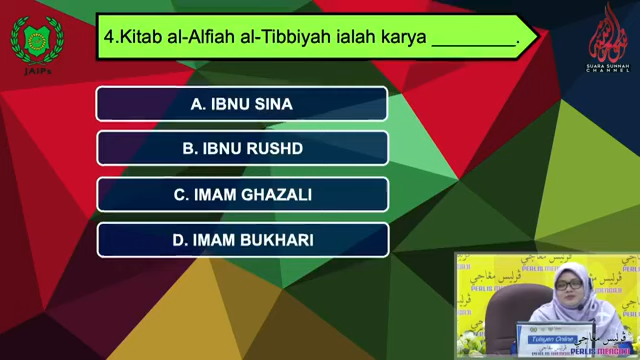 4.Kitab al-Alfiah al-Tibbiyah ialah karya ________.
JAIPs
SUARA SUNNAH
CHANNEL
A. IBNU SINA
B. IBNU RUSHD
C. IMAM GHAZALI
D. IMAM BUKHARI
Tuisyen Online